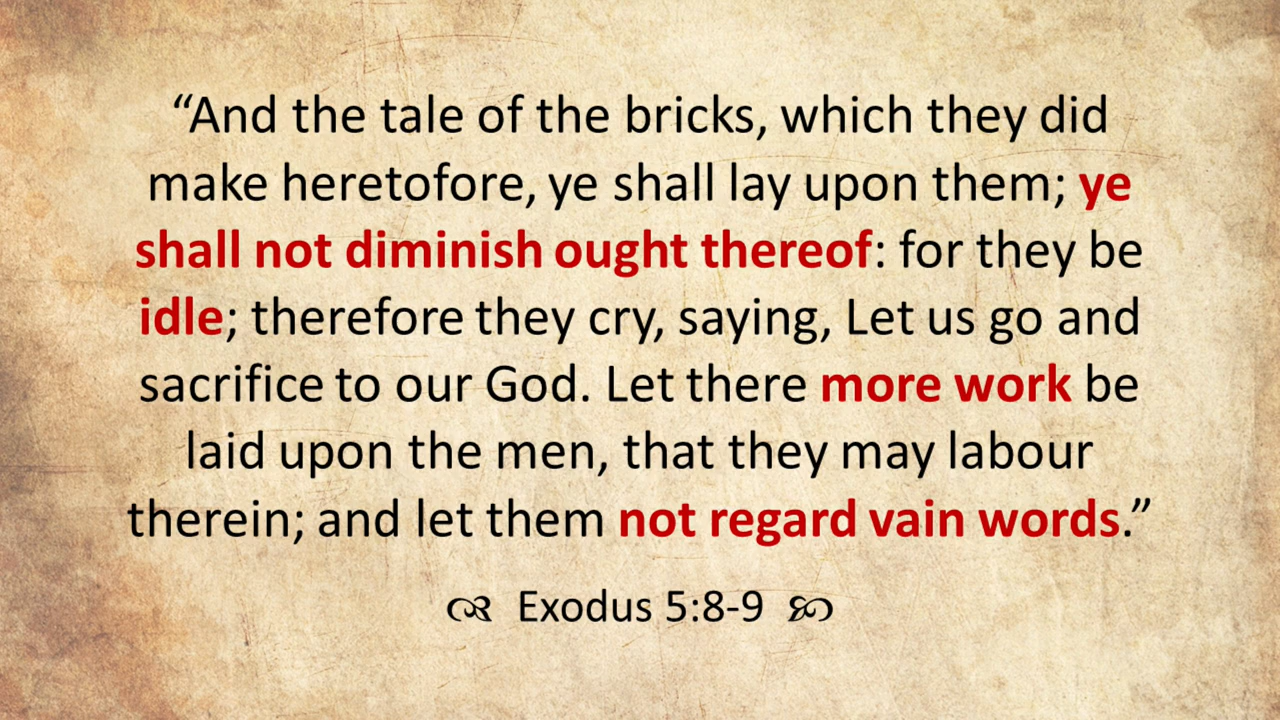 “And the tale of the bricks, which they did
make heretofore, ye shall lay upon them; ye
shall not diminish ought thereof: for they be
idle; therefore they cry, saying, Let us go and
sacrifice to our God. Let there more work be
laid upon the men, that they may labour
therein; and let them not regard vain words.”
Exodus 5:8-9